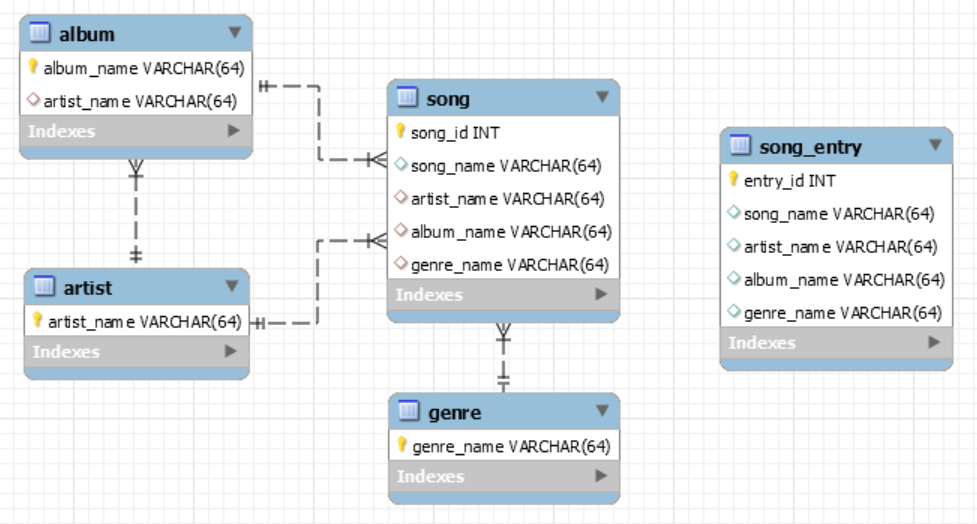 album
album_name VARCHAR(64)
artist_name VARCHAR(64)
Indexes
artist
artist_name VARCHAR(64)
Indexes
song
song_id INT
song_name VARCHAR(64)
artist_name VARCHAR(64)
album_name VARCHAR(64)
genre_name VARCHAR(64)
Indexes
genre
genre_name VARCHAR(64)
Indexes
song_entry
entry_id INT
song_name VARCHAR(64)
artist_name VARCHAR(64)
album_name VARCHAR(64)
genre_name VARCHAR(64)
Indexes